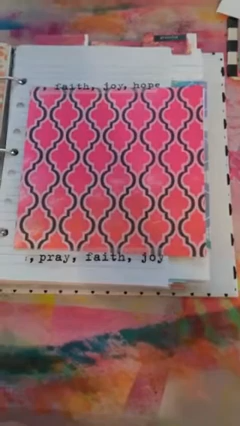 , faith, joy, hope
, pray, faith, joy